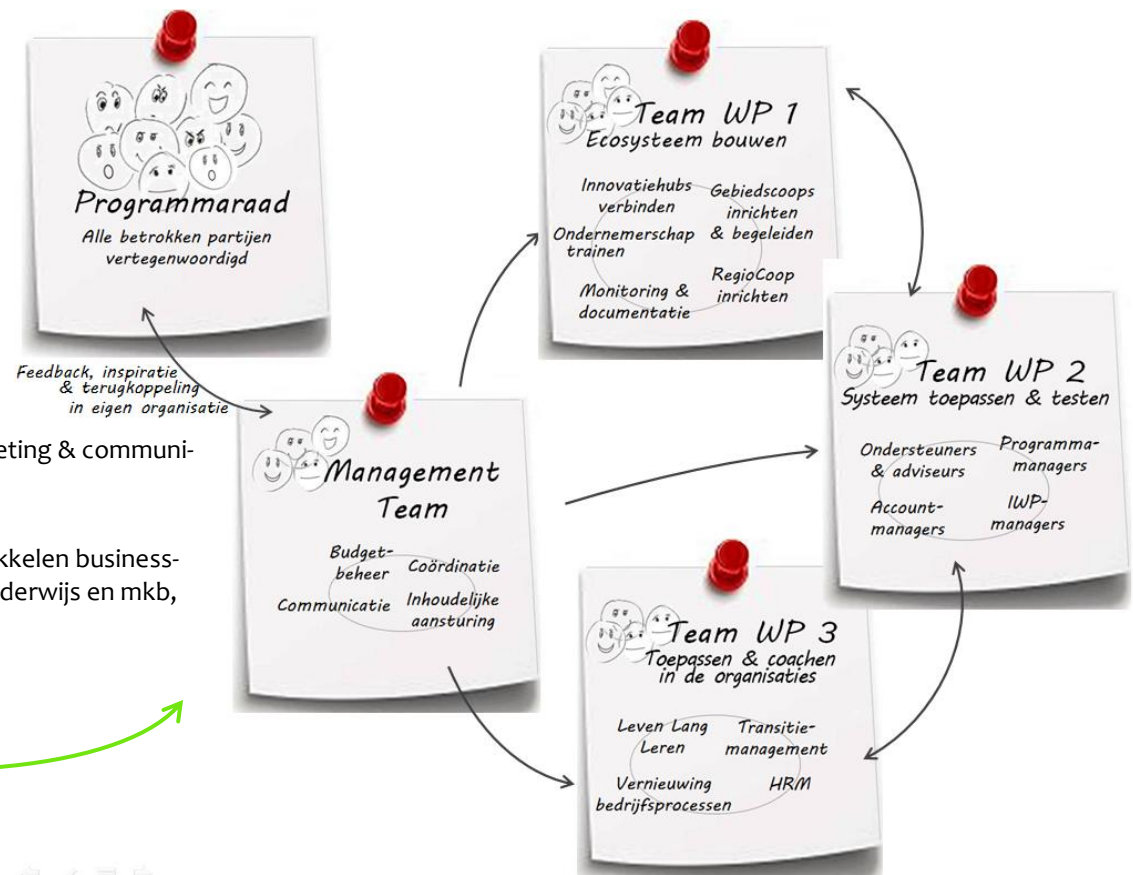 Programmaraad
Alle betrokken partijen
vertegenwoordigd
Feedback, inspiratie
& terugkoppeling
in eigen organisatie
eting & communi-
kkelen business-
derwijs en mkb,
Management
Team
Budget-
beheer
Coördinatie
Communicatie
Inhoudelijke
aansturing
Team WP 1
Ecosysteem bouwen
Innovatiehubs
verbinden
Gebiedscoops
inrichten
& begeleiden
Ondernemerschap
trainen
Monitoring &
documentatie
RegioCoop
inrichten
Team WP 2
Systeem toepassen & testen
Ondersteuners
& adviseurs
Programma-
managers
Account-
managers
IWP-
managers
Team WP 3
Toepassen & coachen
in de organisaties
Leven Lang
Leren
Transitie-
management
Vernieuwing
bedrijfsprocessen
HRM